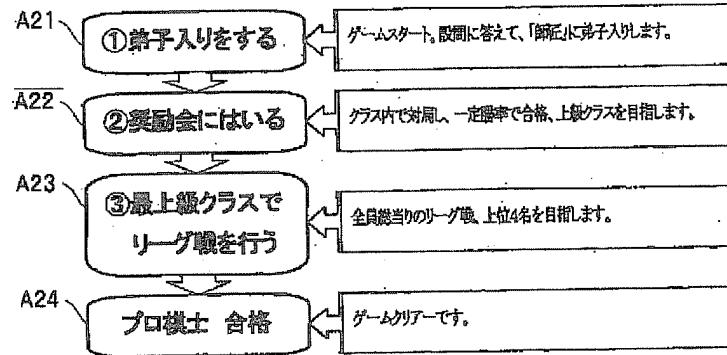 A21
①弟子入りをする
ゲームスタート。設問に答えて、「師匠」に弟子入りします。
A22
②奨励会にはいる
クラス内で対局し、一定勝率で合格、上級クラスを目指します。
A23
③最上級クラスで
リーグ戦を行う
全員総当りのリーグ戦、上位4名を目指します。
A24
プロ棋士 合格
ゲームクリアーです。